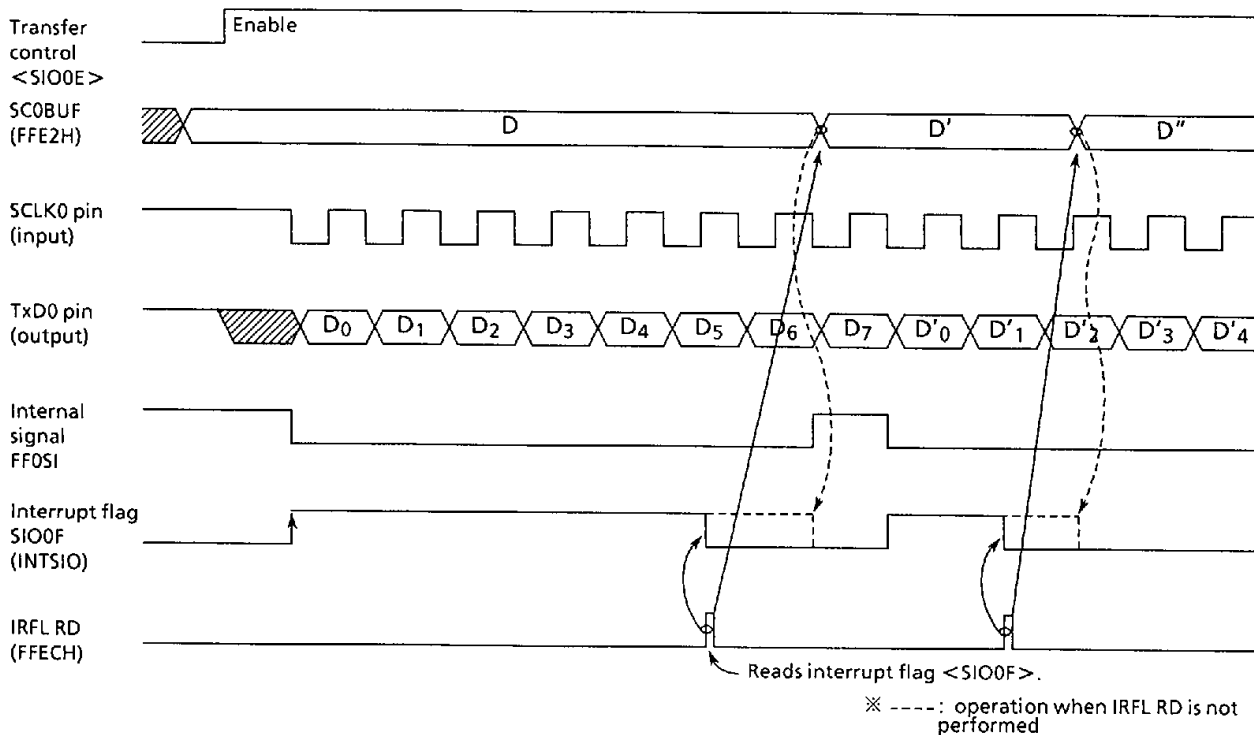 Transfer
control
<SIO0E>
Enable
SC0BUF
(FFE2H)
D
D'
D"
SCLK0 pin
(input)
TxD0 pin
(output)
D0
D1
D2
D3
D4
D5
D6
D7
D'0
D'1
D'2
D'3
D'4
Internal
signal
FF0SI
Interrupt flag
SIO0F
(INTSIO)
IRFL RD
(FFECH)
Reads interrupt flag <SIO0F>.
※ ----: operation when IRFL RD is not
performed